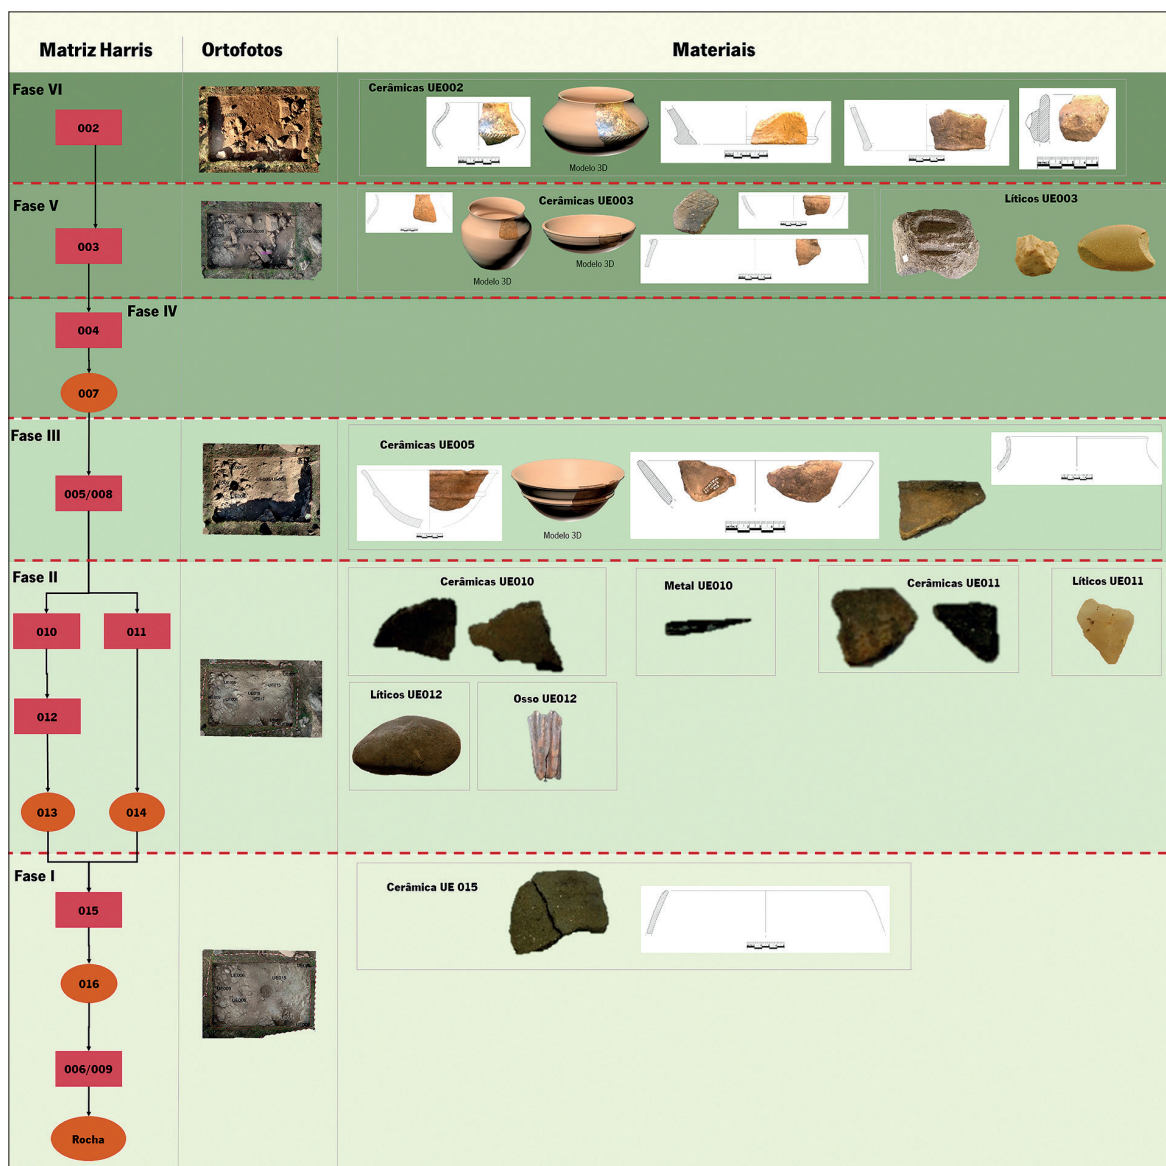 Matriz Harris
Ortofotos
Materiais
Fase VI
002
Cerâmicas UE002
Modelo 3D
Fase V
003
Cerâmicas UE003
Modelo 3D
Modelo 3D
Líticos UE003
Fase IV
004
007
Fase III
005/008
Cerâmicas UE005
Modelo 3D
Fase II
010
011
012
013
014
Cerâmicas UE010
Metal UE010
Cerâmicas UE011
Líticos UE011
Líticos UE012
Osso UE012
Fase I
015
016
006/009
Rocha
UE015
Cerâmica UE 015